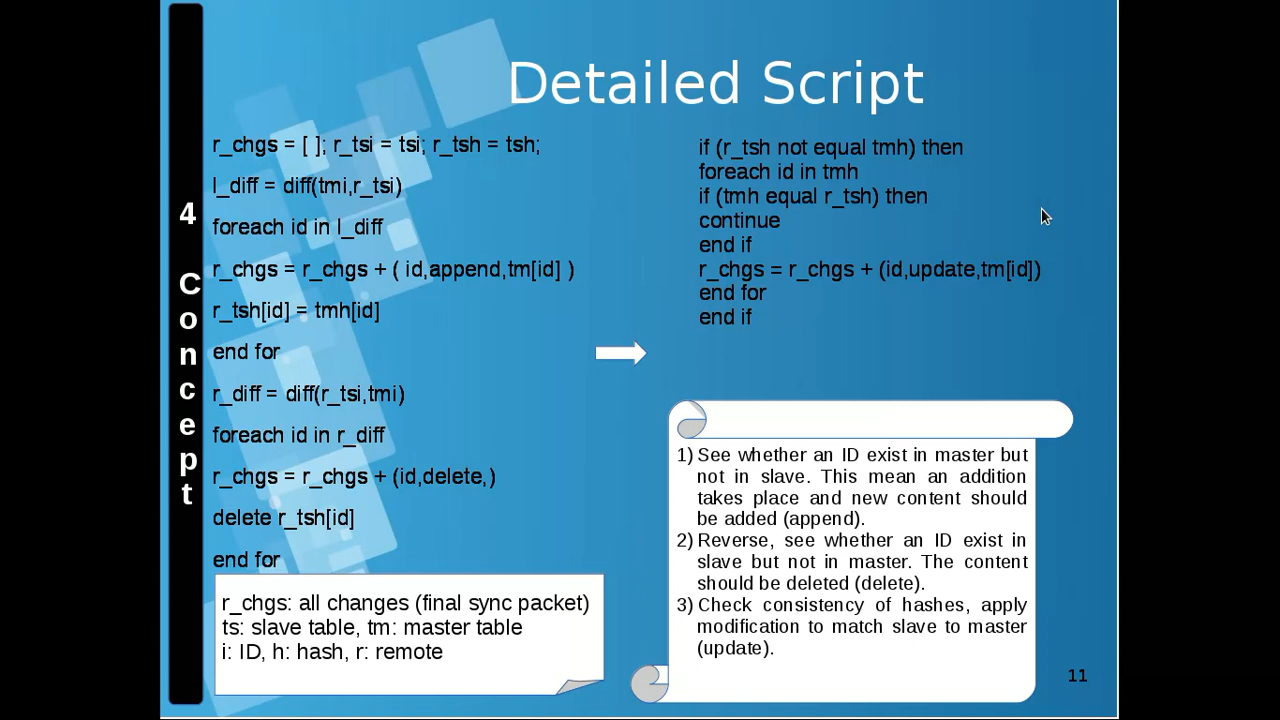 Detailed Script
4
Concept
r_chgs = [ ]; r_tsi = tsi; r_tsh = tsh;
l_diff = diff(tmi,r_tsi)
foreach id in l_diff
r_chgs = r_chgs + ( id,append,tm[id] )
r_tsh[id] = tmh[id]
end for
r_diff = diff(r_tsi,tmi)
foreach id in r_diff
r_chgs = r_chgs + (id,delete,)
delete r_tsh[id]
end for
r_chgs: all changes (final sync packet)
ts: slave table, tm: master table
i: ID, h: hash, r: remote
if (r_tsh not equal tmh) then
foreach id in tmh
if (tmh equal r_tsh) then
continue
end if
r_chgs = r_chgs + (id,update,tm[id])
end for
end if
1) See whether an ID exist in master but
not in slave. This mean an addition
takes place and new content should
be added (append).
2) Reverse, see whether an ID exist in
slave but not in master. The content
should be deleted (delete).
3) Check consistency of hashes, apply
modification to match slave to master
(update).
11